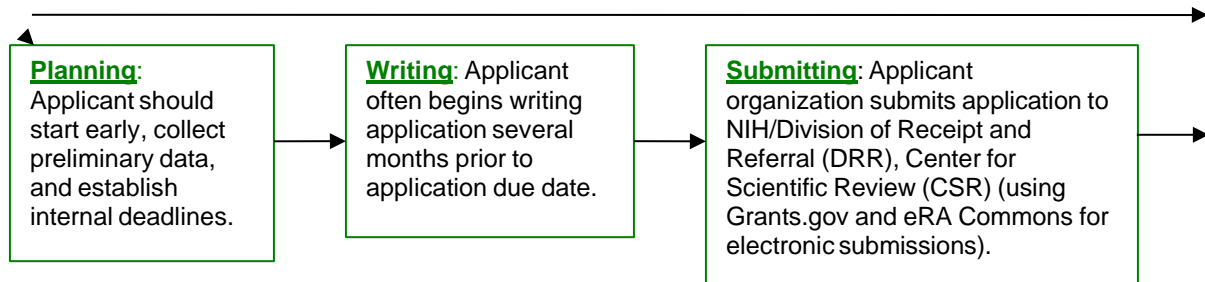 Planning:
Applicant should
start early, collect
preliminary data,
and establish
internal deadlines.
Writing: Applicant
often begins writing
application several
months prior to
application due date.
Submitting: Applicant
organization submits application to
NIH/Division of Receipt and
Referral (DRR), Center for
Scientific Review (CSR) (using
Grants.gov and eRA Commons for
electronic submissions).